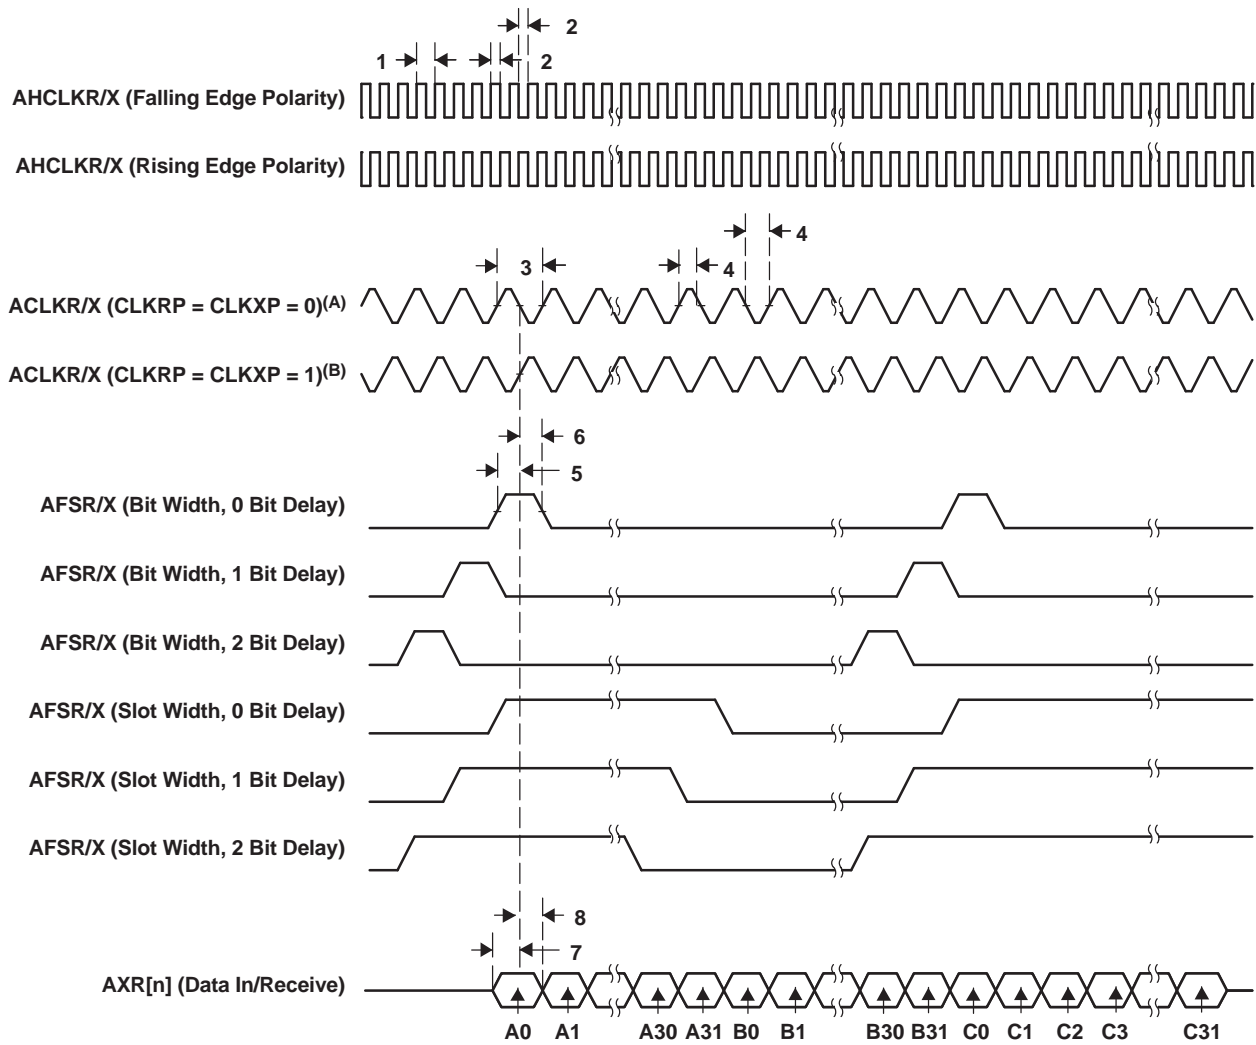 2
1
2
AHCLKR/X (Falling Edge Polarity)
AHCLKR/X (Rising Edge Polarity)
4
3
4
ACLKR/X (CLKRP = CLKXP = 0)(A)
ACLKR/X (CLKRP = CLKXP = 1)(B)
6
5
AFSR/X (Bit Width, 0 Bit Delay)
AFSR/X (Bit Width, 1 Bit Delay)
AFSR/X (Bit Width, 2 Bit Delay)
AFSR/X (Slot Width, 0 Bit Delay)
AFSR/X (Slot Width, 1 Bit Delay)
AFSR/X (Slot Width, 2 Bit Delay)
8
7
AXR[n] (Data In/Receive)
A0 A1 A30 A31 B0 B1 B30 B31 C0 C1 C2 C3 C31